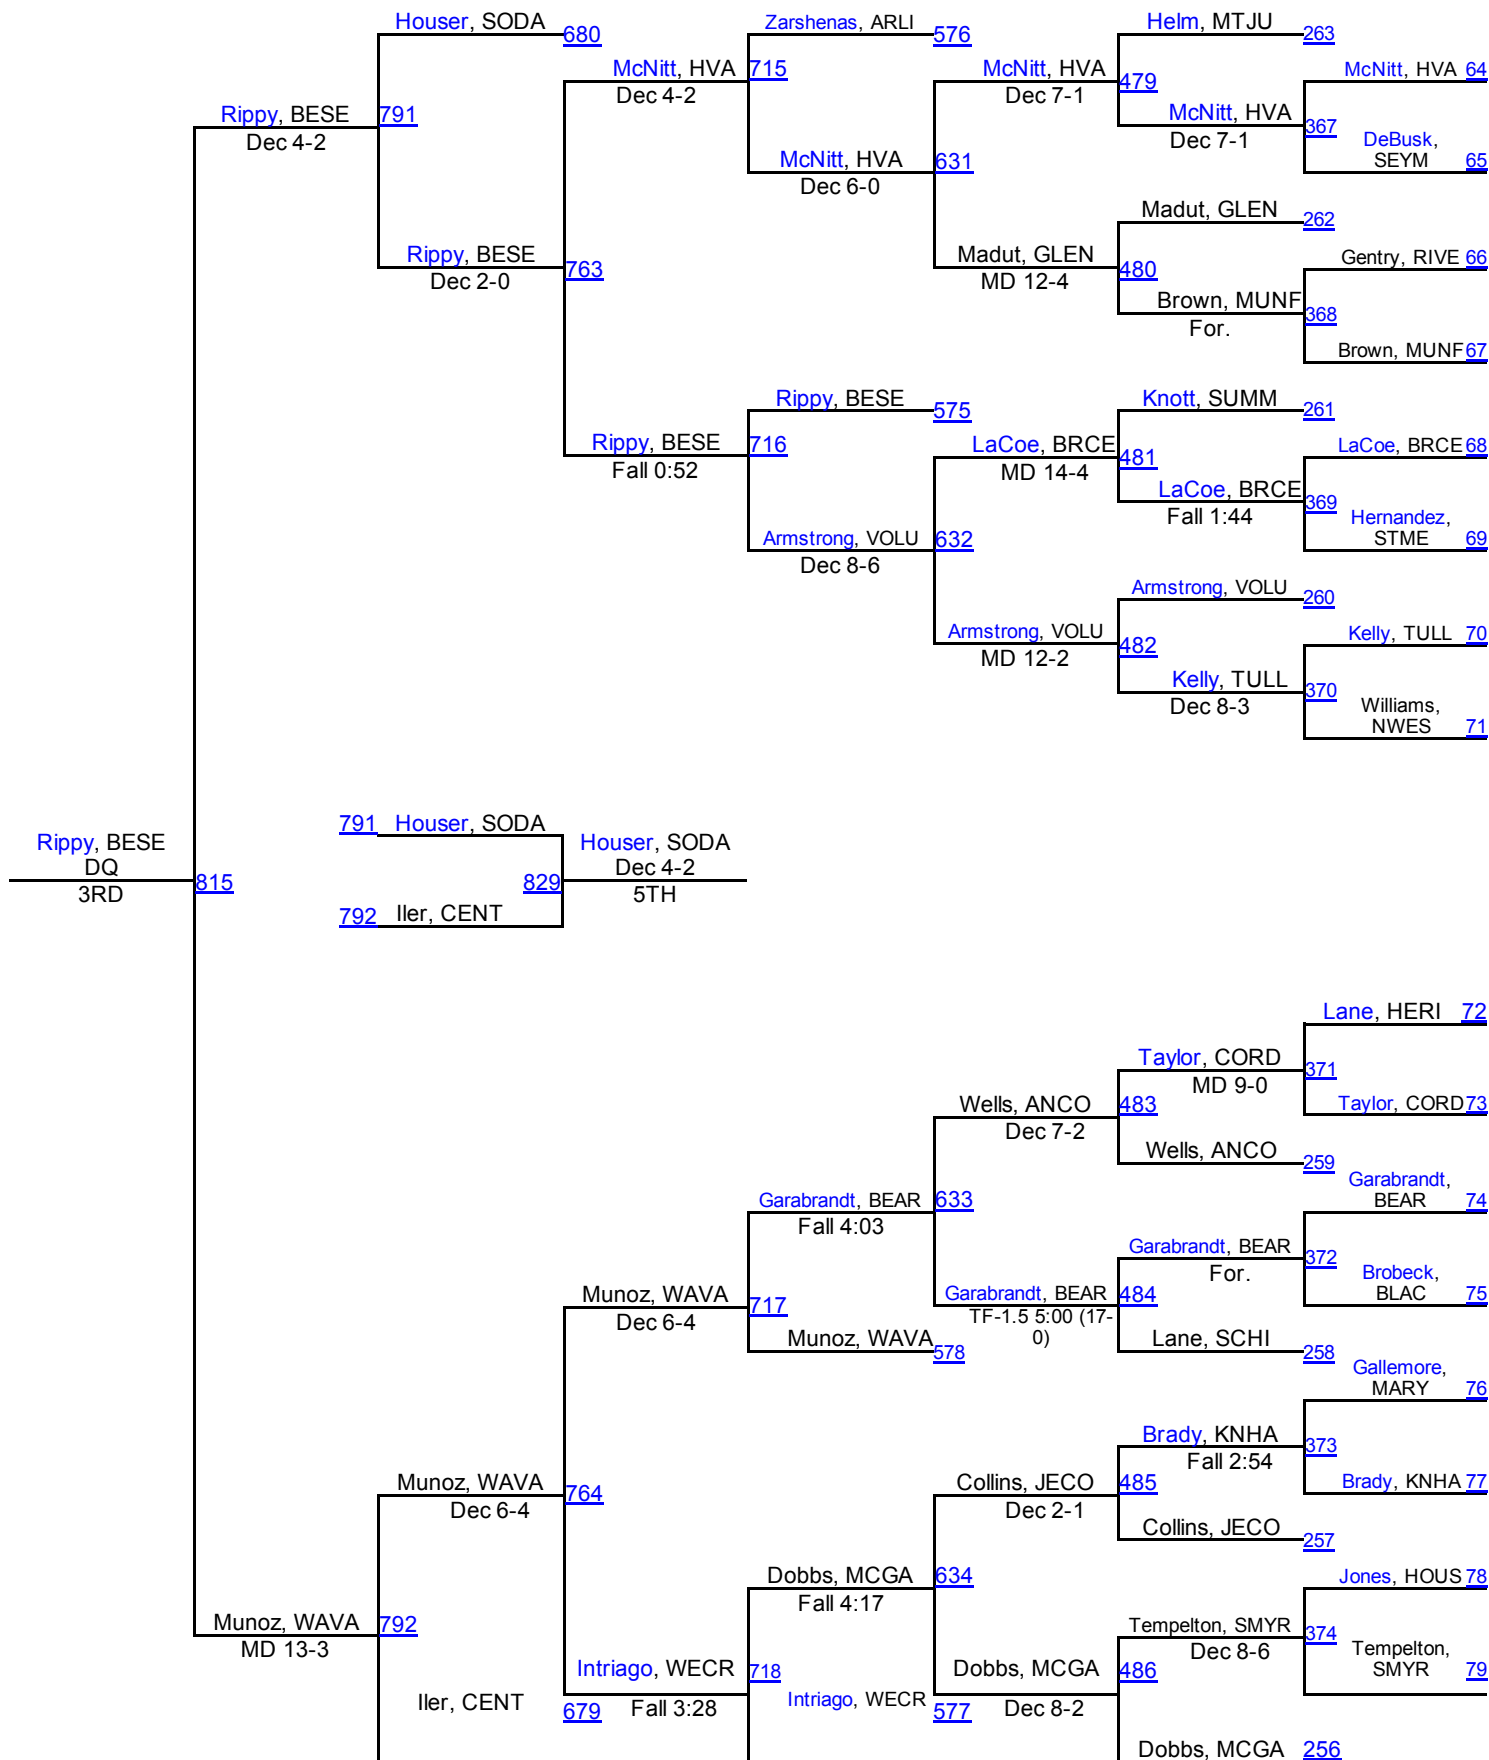 Houser, SODA 680
Zarshenas, ARLI 576
Helm, MTJU 263
McNitt, HVA 715
Dec 4-2
McNitt, HVA 479
Dec 7-1
McNitt, HVA 64
Rippy, BESE 791
Dec 4-2
McNitt, HVA 367
Dec 7-1
DeBusk,
SEYM 65
McNitt, HVA 631
Dec 6-0
Madut, GLEN 262
Rippy, BESE 763
Dec 2-0
Madut, GLEN 480
MD 12-4
Gentry, RIVE 66
Brown, MUNF 368
For.
Brown, MUNF 67
Rippy, BESE 575
Knott, SUMM 261
Rippy, BESE 716
Fall 0:52
LaCoe, BRCE 481
MD 14-4
LaCoe, BRCE 68
LaCoe, BRCE 369
Fall 1:44
Hernandez,
STME 69
Armstrong, VOLU 632
Dec 8-6
Armstrong, VOLU 260
Armstrong, VOLU 482
MD 12-2
Kelly, TULL 70
Kelly, TULL 370
Dec 8-3
Williams,
NWES 71
791 Houser, SODA
Rippy, BESE
DQ
3RD
815
829
Houser, SODA
Dec 4-2
5TH
792 Iler, CENT
Lane, HERI 72
Taylor, CORD 371
MD 9-0
Wells, ANCO 483
Dec 7-2
Taylor, CORD 73
Wells, ANCO 259
Garabrandt,
BEAR 74
Garabrandt, BEAR 633
Fall 4:03
Garabrandt, BEAR 372
For.
Brobeck,
BLAC 75
Munoz, WAVA 717
Dec 6-4
Garabrandt, BEAR 484
TF-1.5 5:00 (17-
0)
Munoz, WAVA 578
Lane, SCHI 258
Gallemore,
MARY 76
Brady, KNHA 373
Fall 2:54
Munoz, WAVA 764
Dec 6-4
Collins, JECO 485
Dec 2-1
Brady, KNHA 77
Collins, JECO 257
Dobbs, MCGA 634
Fall 4:17
Jones, HOUS 78
Munoz, WAVA 792
MD 13-3
Tempelton, SMYR 374
Dec 8-6
Tempelton,
SMYR 79
Intriago, WECR 718
Fall 3:28
Dobbs, MCGA 486
Dec 8-2
Iler, CENT 679
Intriago, WECR 577
Dobbs, MCGA 256